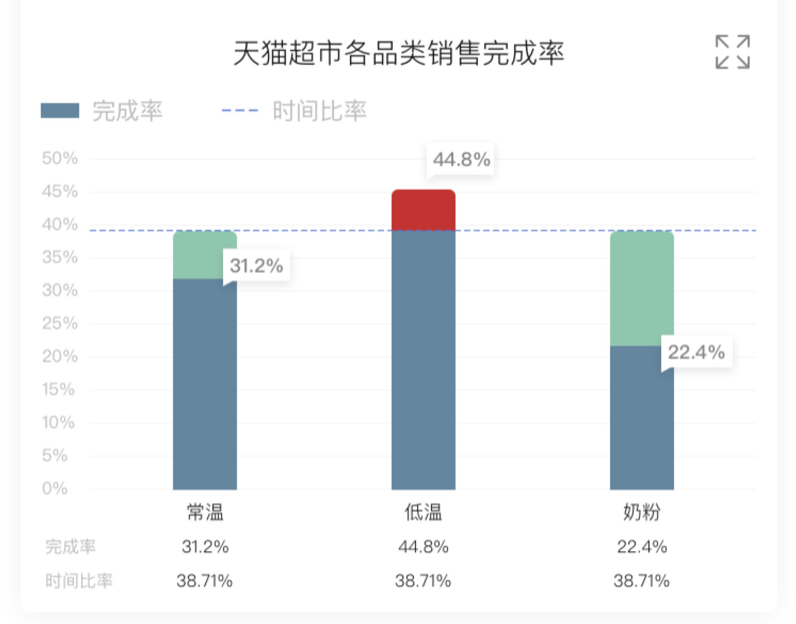 天猫超市各品类销售完成率
完成率 时间比率
50%
44.8%
45%
40%
35%
31.2%
30%
25%
20%
22.4%
15%
10%
5%
0%
常温 低温 奶粉
完成率 31.2% 44.8% 22.4%
时间比率 38.71% 38.71% 38.71%